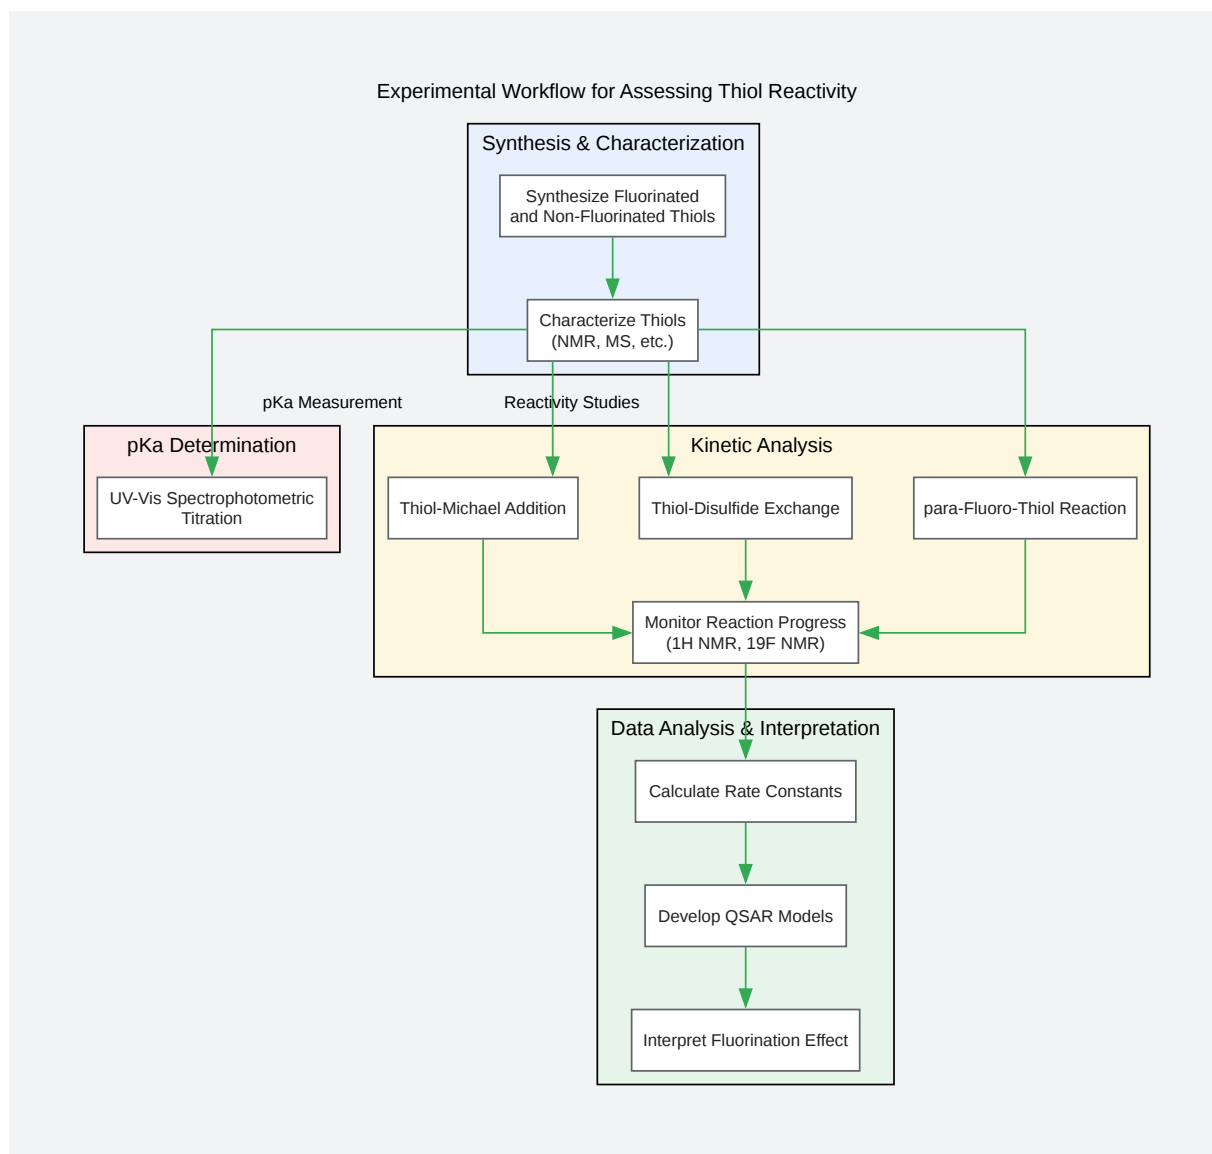 Experimental Workflow for Assessing Thiol Reactivity
Synthesis & Characterization
Synthesize Fluorinated
and Non-Fluorinated Thiols
Characterize Thiols
(NMR, MS, etc.)
pKa Measurement
Reactivity Studies
pKa Determination
UV-Vis Spectrophotometric
Titration
Kinetic Analysis
Thiol-Michael Addition
Thiol-Disulfide Exchange
para-Fluoro-Thiol Reaction
Monitor Reaction Progress
(1H NMR, 19F NMR)
Data Analysis & Interpretation
Calculate Rate Constants
Develop QSAR Models
Interpret Fluorination Effect